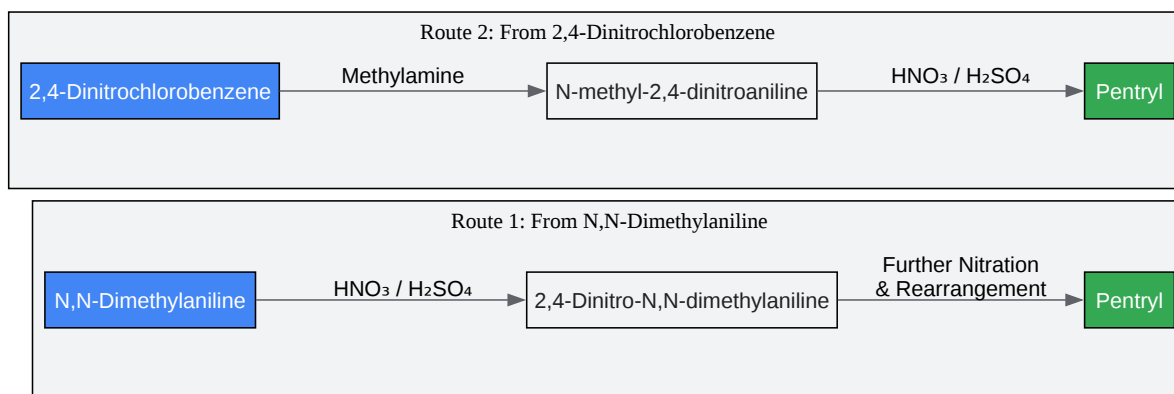 Route 2: From 2,4-Dinitrochlorobenzene
2,4-Dinitrochlorobenzene
Methylamine
N-methyl-2,4-dinitroaniline
HNO₃ / H₂SO₄
Pentryl
Route 1: From N,N-Dimethylaniline
N,N-Dimethylaniline
HNO₃ / H₂SO₄
2,4-Dinitro-N,N-dimethylaniline
Further Nitration
& Rearrangement
Pentryl